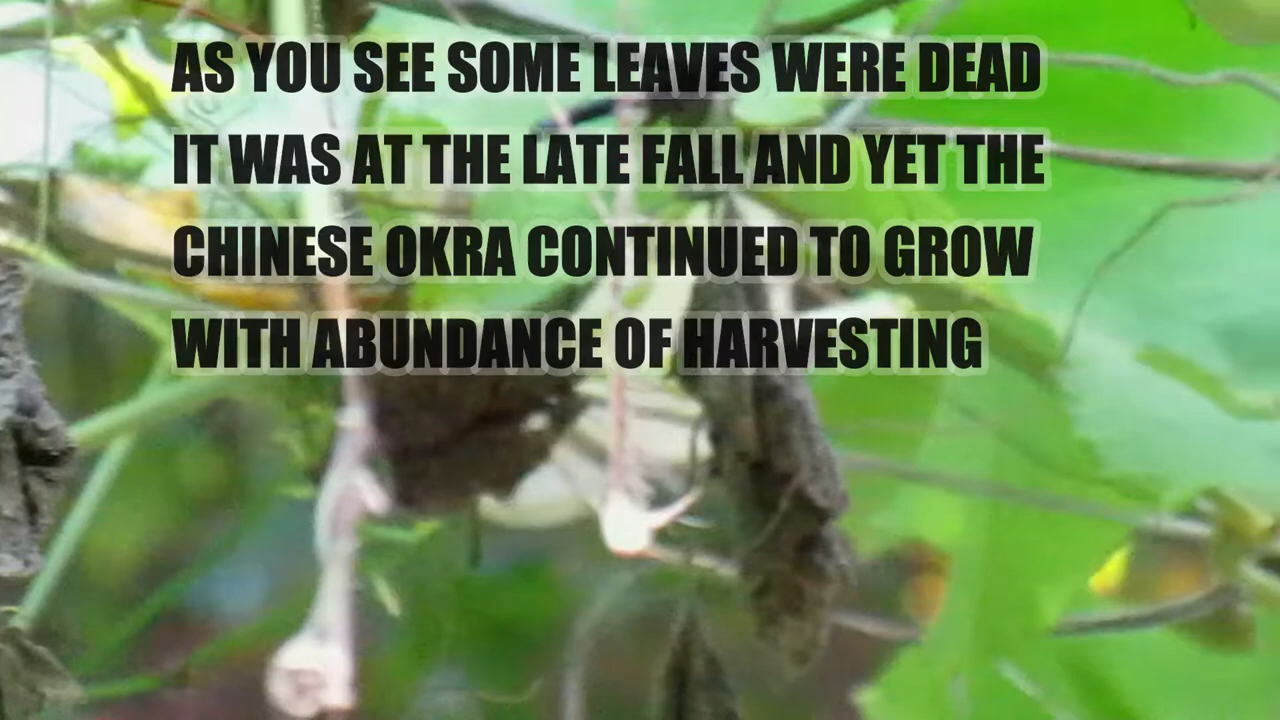 AS YOU SEE SOME LEAVES WERE DEAD
IT WAS AT THE LATE FALL AND YET THE
CHINESE OKRA CONTINUED TO GROW
WITH ABUNDANCE OF HARVESTING